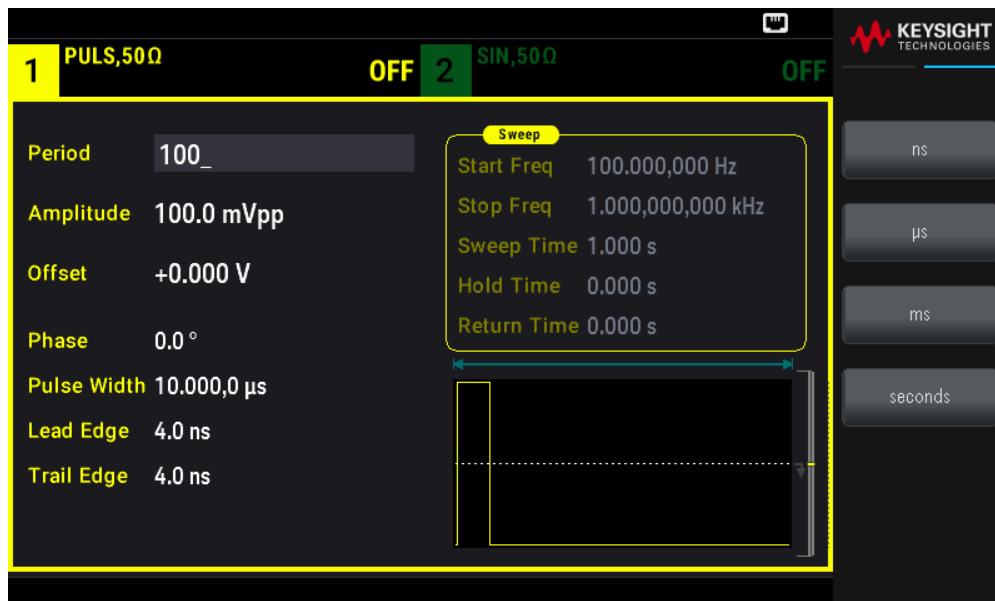 KEYSIGHT
TECHNOLOGIES
1 PULS,50Ω OFF 2 SIN,50Ω OFF
Period 100_
Amplitude 100.0 mVpp
Offset +0.000 V
Phase 0.0 °
Pulse Width 10.000,0 µs
Lead Edge 4.0 ns
Trail Edge 4.0 ns
Sweep
Start Freq 100.000,000 Hz
Stop Freq 1.000,000,000 kHz
Sweep Time 1.000 s
Hold Time 0.000 s
Return Time 0.000 s
ns
µs
ms
seconds